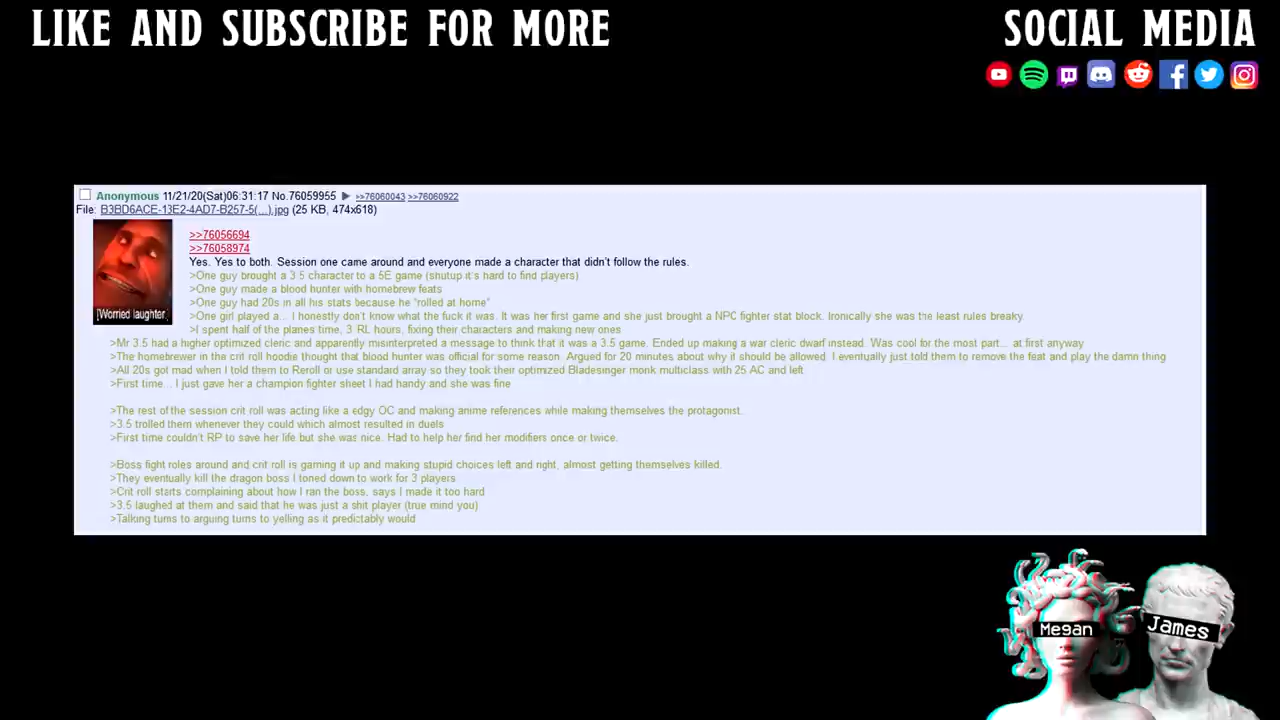 LIKE AND SUBSCRIBE FOR MORE
SOCIAL MEDIA
Anonymous 11/21/20(Sat)06:31:17 No.76059955 ▶ >>76060043 >>76060922
File: B3BD6ACE-13E2-4AD7-B257-5(...).jpg (25 KB, 474x618)
[Worried laughter]
>>76056694
>>76058974
Yes. Yes to both. Session one came around and everyone made a character that didn't follow the rules.
>One guy brought a 3.5 character to a 5E game (shutup it's hard to find players)
>One guy made a blood hunter with homebrew feats
>One guy had 20s in all his stats because he "rolled at home"
>One girl played a... I honestly don't know what the fuck it was. It was her first game and she just brought a NPC fighter stat block. Ironically she was the least rules breaky.
>I spent half of the planes time, 3 RL hours, fixing their characters and making new ones
>Mr 3.5 had a higher optimized cleric and apparently misinterpreted a message to think that it was a 3.5 game. Ended up making a war cleric dwarf instead. Was cool for the most part... at first anyway
>The homebrewer in the crit roll hoodie thought that blood hunter was official for some reason. Argued for 20 minutes about why it should be allowed. I eventually just told them to remove the feat and play the damn thing
>All 20s got mad when I told them to Reroll or use standard array so they took their optimized Bladesinger monk multiclass with 25 AC and left
>First time... I just gave her a champion fighter sheet I had handy and she was fine
>The rest of the session crit roll was acting like a edgy OC and making anime references while making themselves the protagonist.
>3.5 trolled them whenever they could which almost resulted in duels
>First time couldn't RP to save her life but she was nice. Had to help her find her modifiers once or twice.
>Boss fight roles around and crit roll is gaming it up and making stupid choices left and right, almost getting themselves killed.
>They eventually kill the dragon boss I toned down to work for 3 players
>Crit roll starts complaining about how I ran the boss, says I made it too hard
>3.5 laughed at them and said that he was just a shit player (true mind you)
>Talking turns to arguing turns to yelling as it predictably would
Megan
James